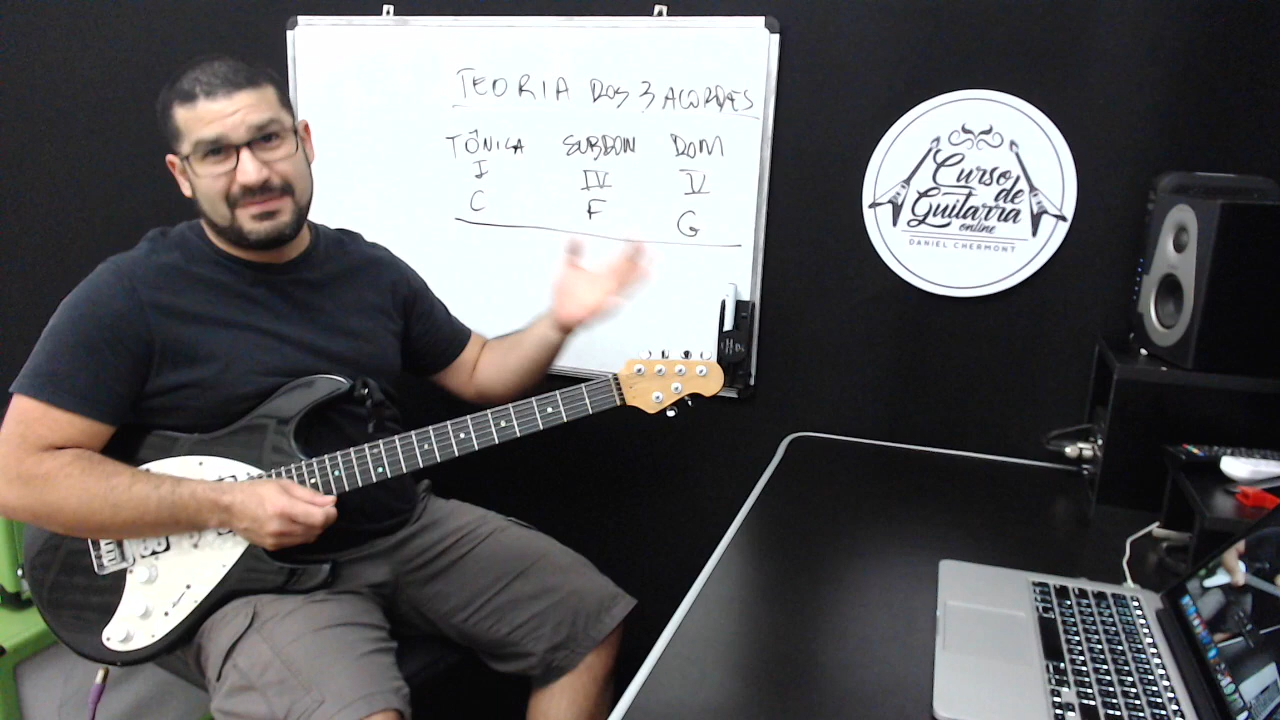 TEORIA DOS 3 ACORDES
TÔNICA SUBDOM DOM
I IV V
C F G
Curso
de
Guitarra
online
DANIEL CHERMONT